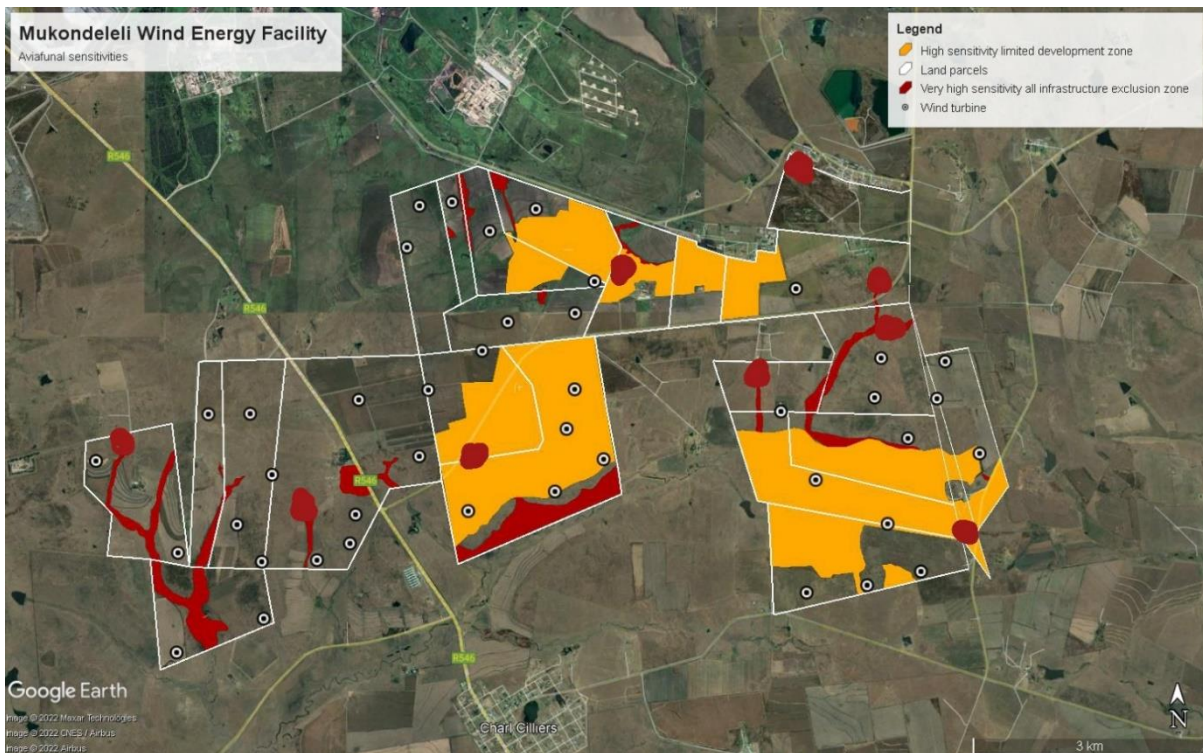 Mukondeleli Wind Energy Facility
Aviafunal sensitivities
Legend
High sensitivity limited development zone
Land parcels
Very high sensitivity all infrastructure exclusion zone
Wind turbine
R546
R546
R546
R546
Charl Cilliers
Google Earth
Image © 2022 Maxar Technologies
Image © 2022 CNES / Airbus
Image © 2022 Airbus
N
3 km